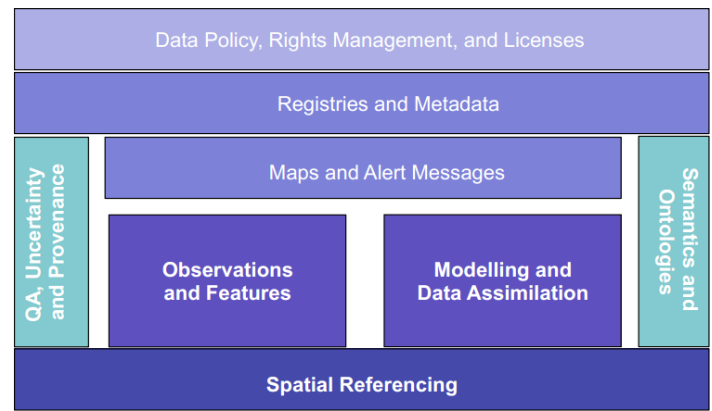 Data Policy, Rights Management, and Licenses
Registries and Metadata
QA, Uncertainty
and Provenance
Maps and Alert Messages
Observations
and Features
Modelling and
Data Assimilation
Semantics and
Ontologies
Spatial Referencing